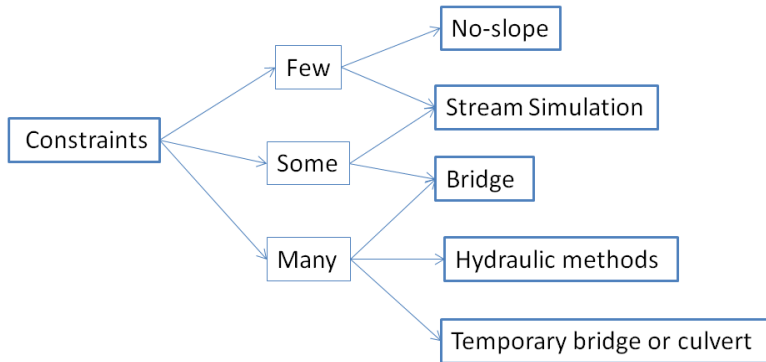 No-slope
Few
Stream Simulation
Constraints
Some
Bridge
Many
Hydraulic methods
Temporary bridge or culvert